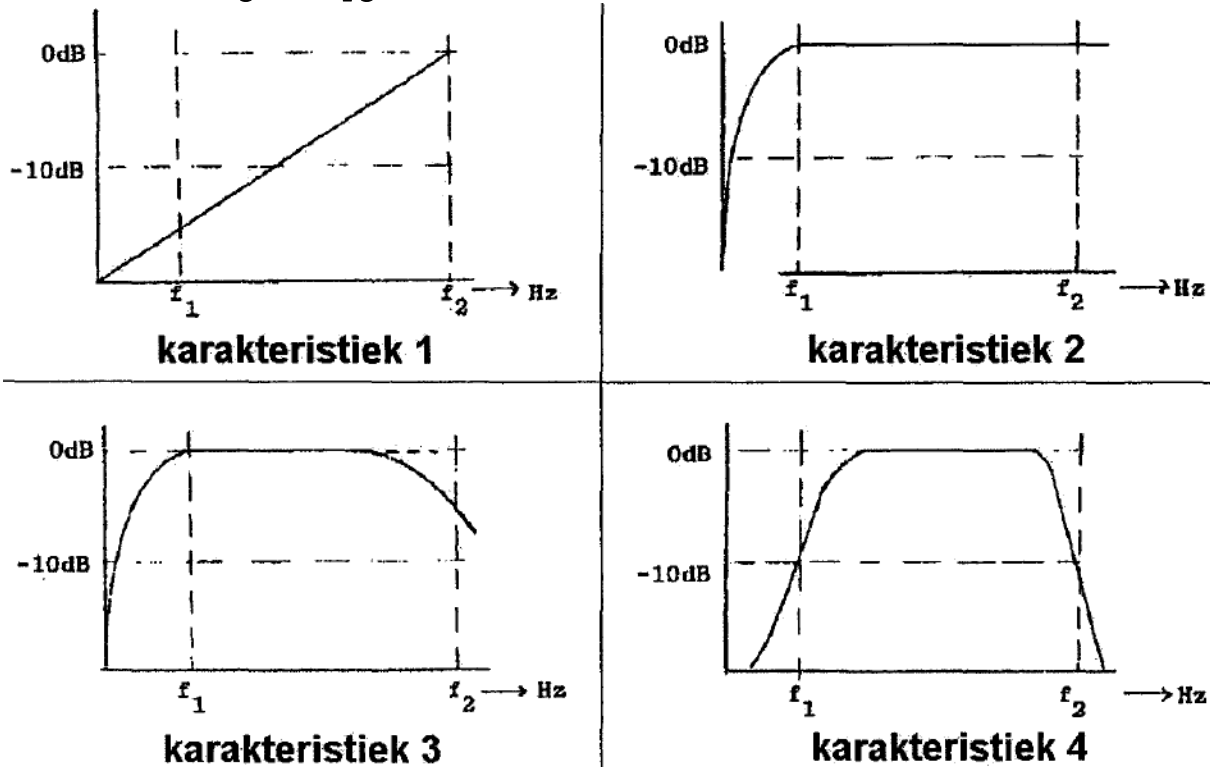 0dB
-10dB
f1
f2 → Hz
karakteristiek 1
0dB
-10dB
f1
f2 → Hz
karakteristiek 2
0dB
-10dB
f1
f2 → Hz
karakteristiek 3
0dB
-10dB
f1
f2 → Hz
karakteristiek 4